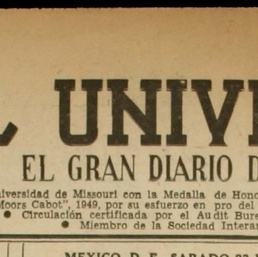 UNIV
EL GRAN DIARIO D
iversidad de Missouri con la Medalla de Hono
Moors Cabot", 1949, por su esfuerzo en pro del
● Circulación certificada por el Audit Bure
● Miembro de la Sociedad Intera
MEXICO, D. F., SABADO